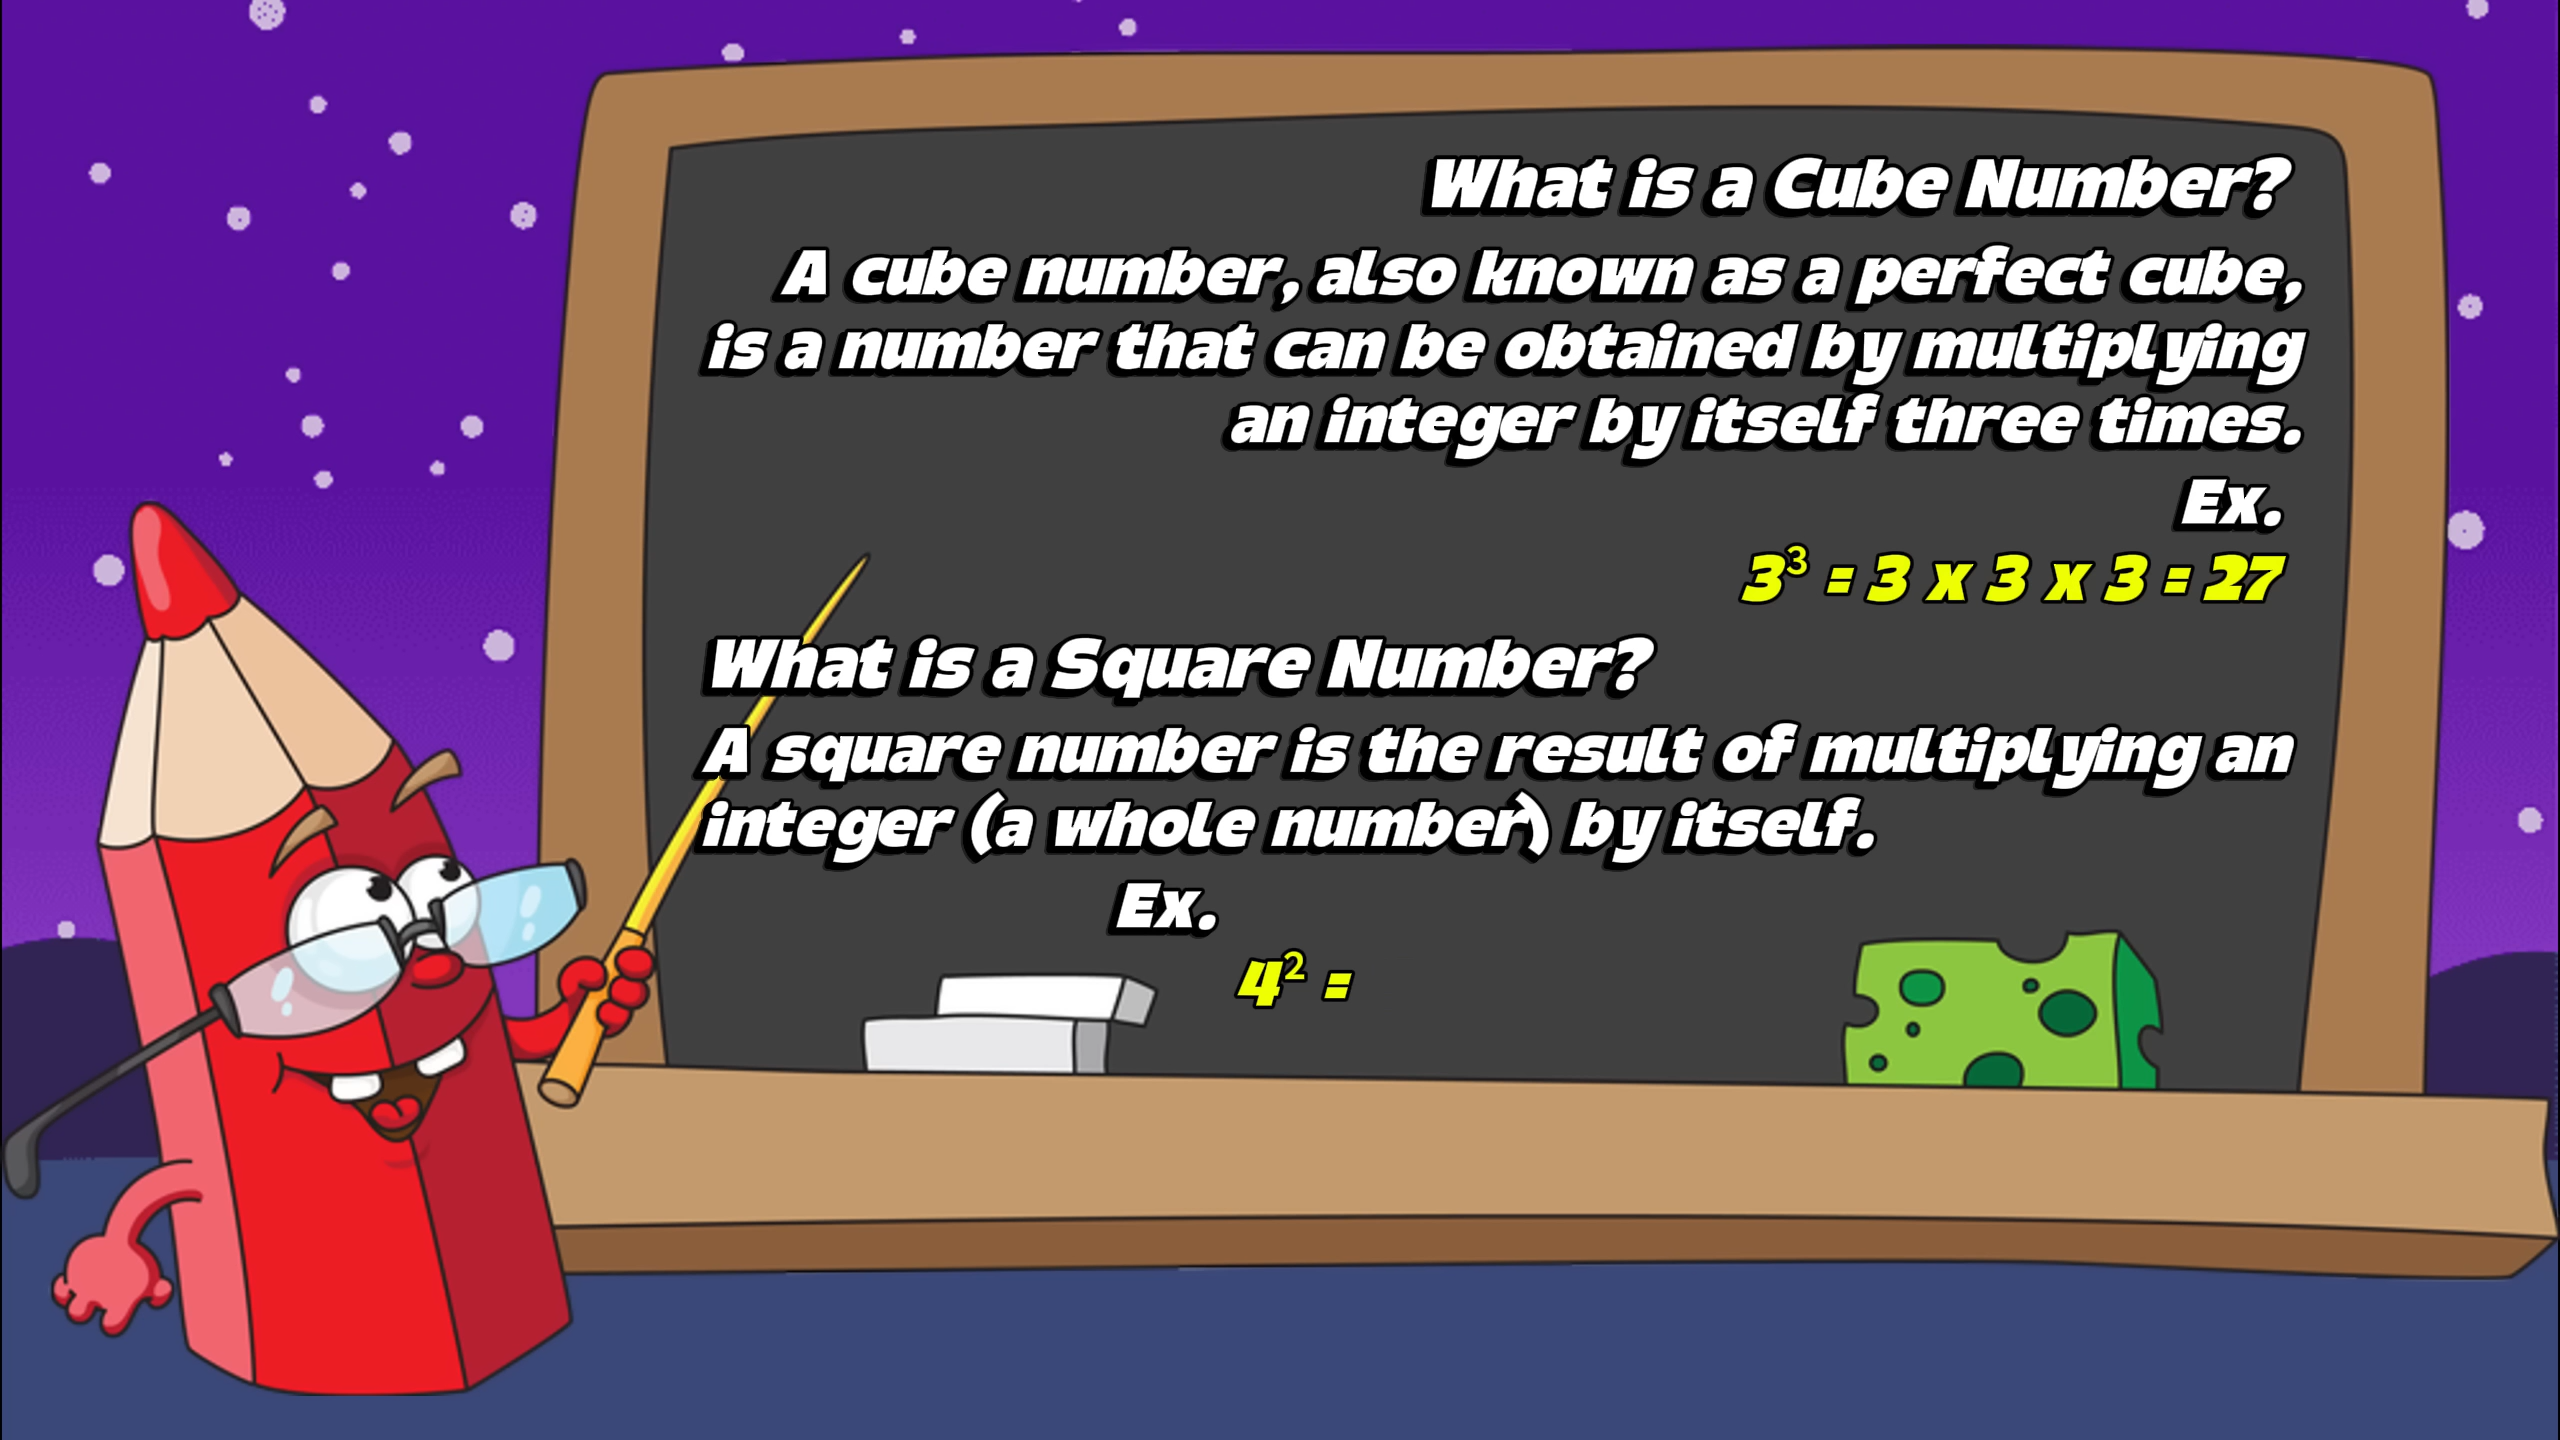 What is a Cube Number?
A cube number, also known as a perfect cube,
is a number that can be obtained by multiplying
an integer by itself three times.
Ex.
3³ = 3 x 3 x 3 = 27
What is a Square Number?
A square number is the result of multiplying an
integer (a whole number) by itself.
Ex.
4² =